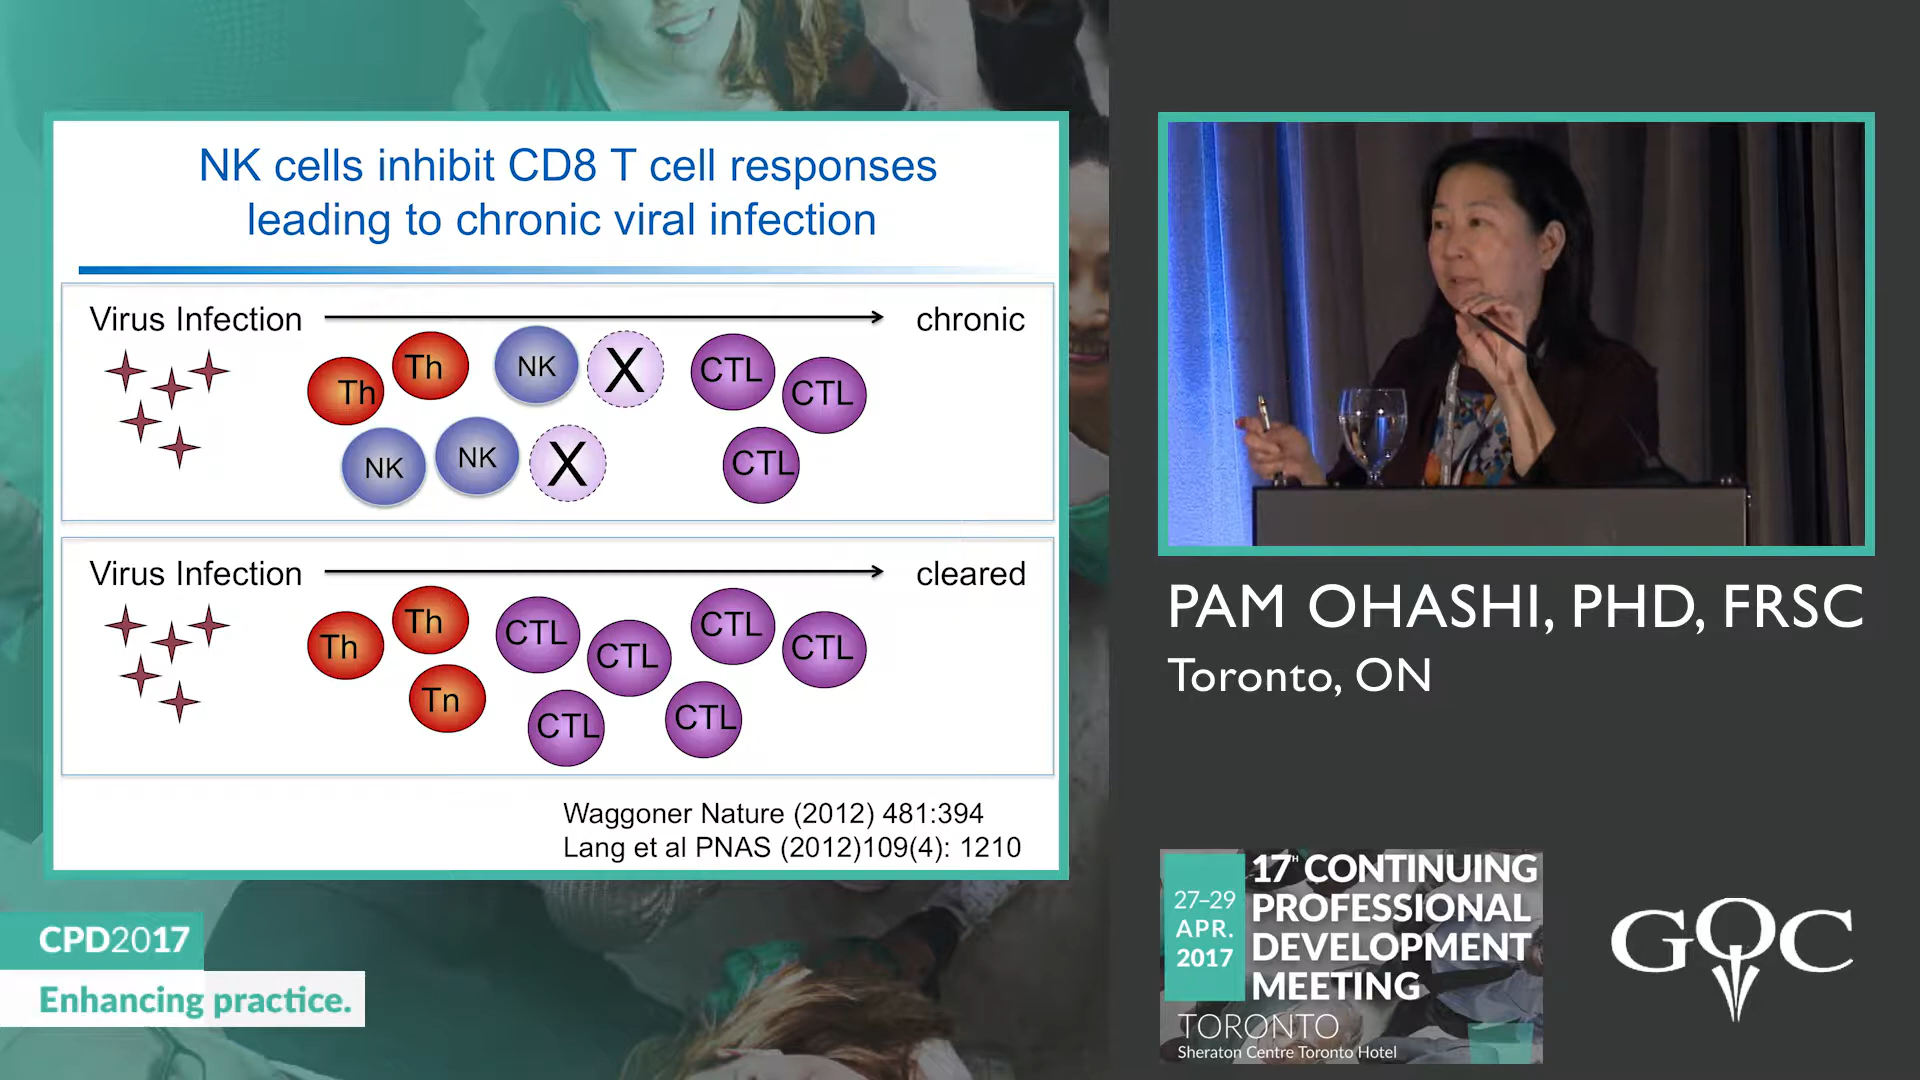 NK cells inhibit CD8 T cell responses
leading to chronic viral infection
Virus Infection
chronic
Th
Th
NK
X
CTL
CTL
NK
NK
X
CTL
Virus Infection
cleared
Th
Th
CTL
CTL
CTL
CTL
Tn
CTL
CTL
Waggoner Nature (2012) 481:394
Lang et al PNAS (2012)109(4): 1210
CPD2017
Enhancing practice.
PAM OHASHI, PHD, FRSC
Toronto, ON
27–29
APR.
2017
17TH CONTINUING
PROFESSIONAL
DEVELOPMENT
MEETING
TORONTO
Sheraton Centre Toronto Hotel
GOC